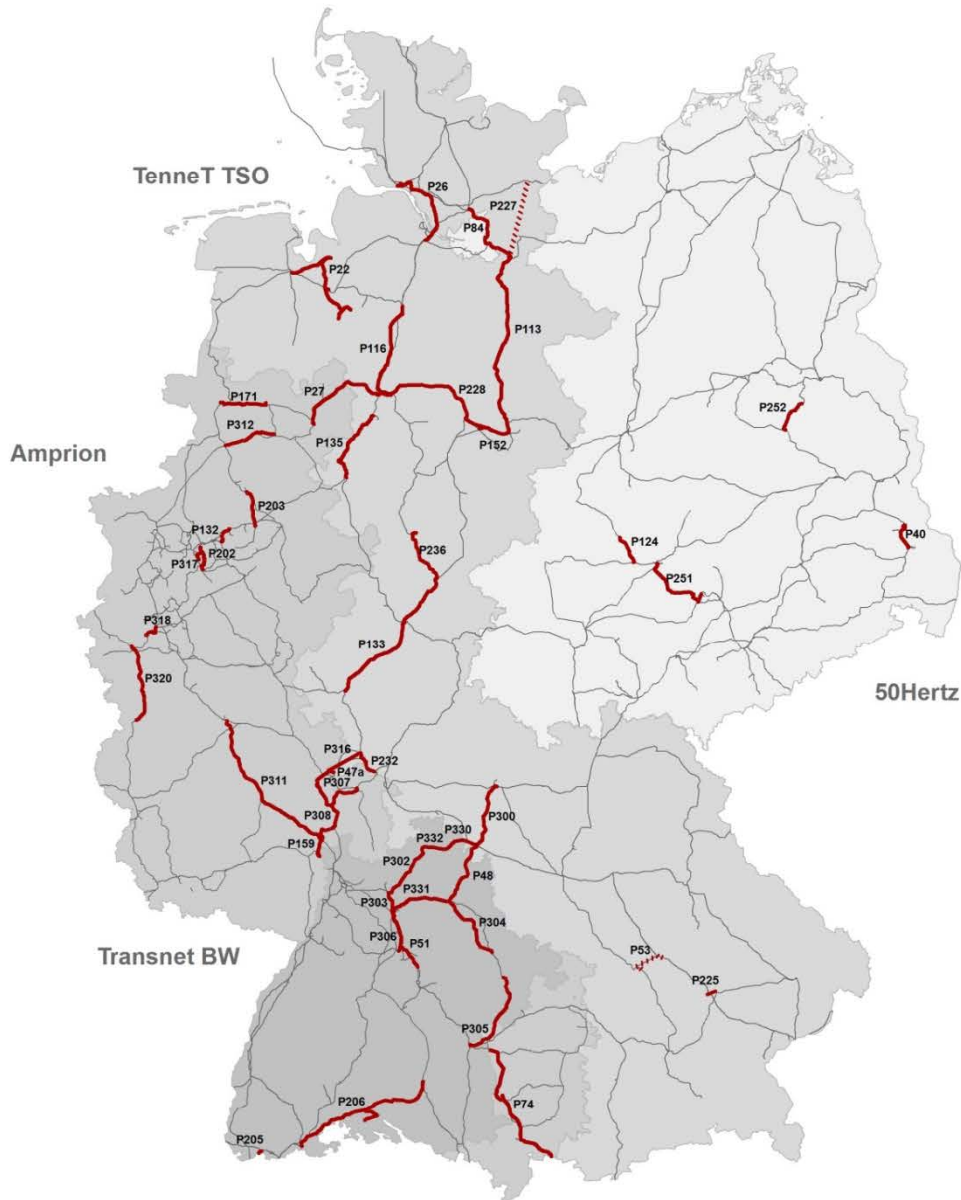 TenneT TSO
P26
P227
P84
P22
P113
P116
P27
P228
P171
P252
P312
P135
P152
Amprion
P203
P132
P202
P317
P236
P124
P40
P251
P318
P133
P320
50Hertz
P316
P232
P47a
P307
P311
P308
P300
P159
P330
P332
P302
P48
P331
P303
P304
P306
P51
Transnet BW
P53
P225
P305
P74
P206
P205